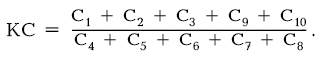 KC = (C₁ + C₂ + C₃ + C₉ + C₁₀) / (C₄ + C₅ + C₆ + C₇ + C₈).